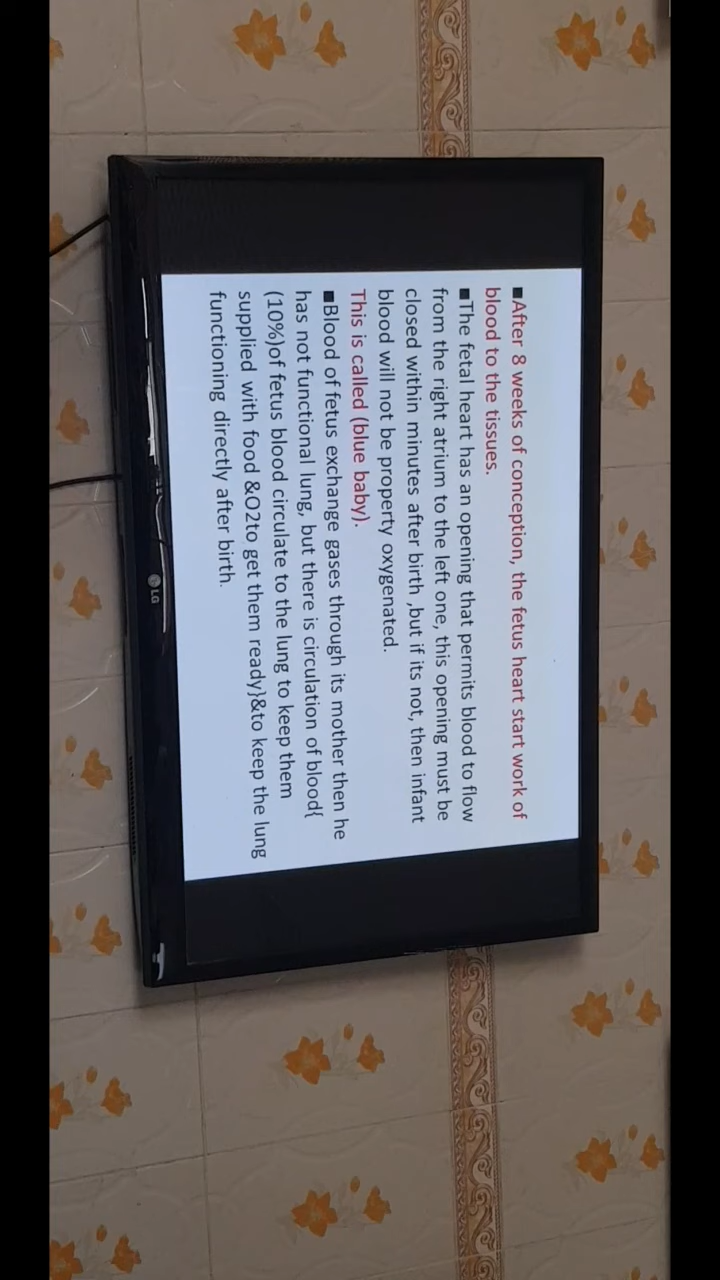 ■After 8 weeks of conception, the fetus heart start work of
blood to the tissues.
■The fetal heart has an opening that permits blood to flow
from the right atrium to the left one, this opening must be
closed within minutes after birth ,but if its not, then infant
blood will not be property oxygenated.
This is called (blue baby).
■Blood of fetus exchange gases through its mother then he
has not functional lung, but there is circulation of blood{
(10%)of fetus blood circulate to the lung to keep them
supplied with food &O2to get them ready}&to keep the lung
functioning directly after birth.
LG